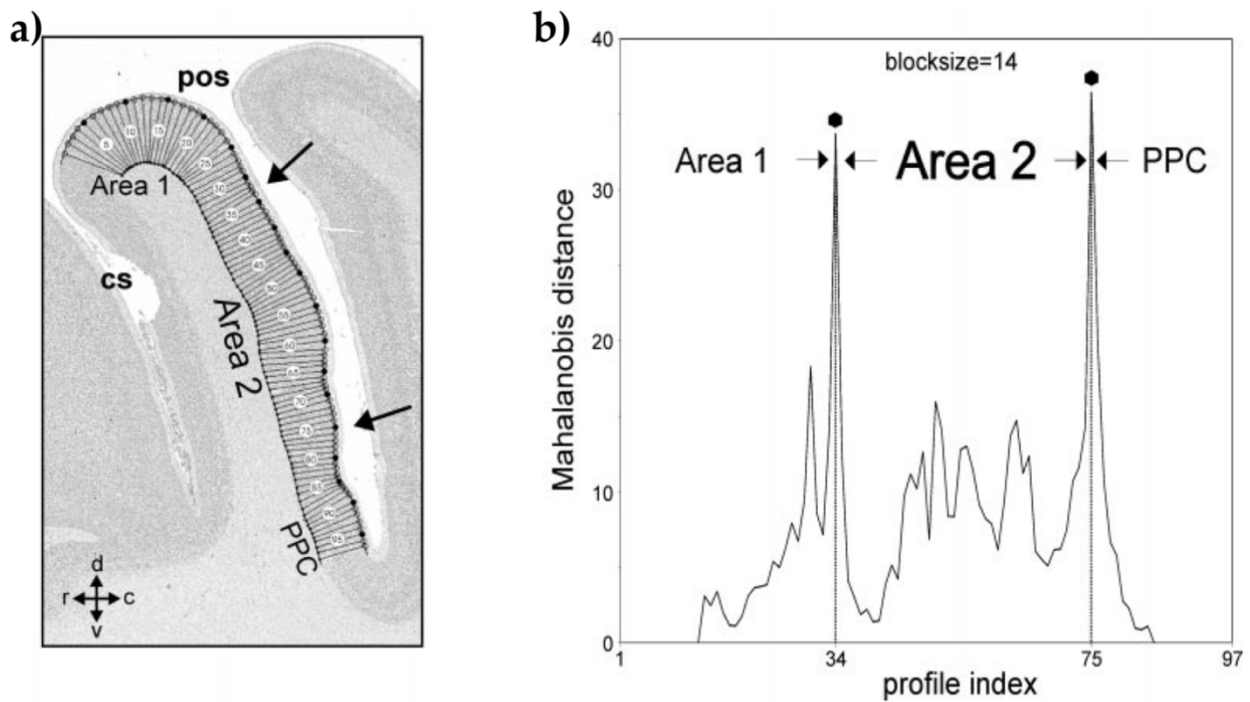 a)
pos
5
10
15
20
25
30
35
40
45
50
55
60
65
70
75
80
85
90
95
Area 1
cs
Area 2
PPC
d
r c
v
b)
blocksize=14
Area 1 Area 2 PPC
Mahalanobis distance
40
30
20
10
0
1 34 75 97
profile index